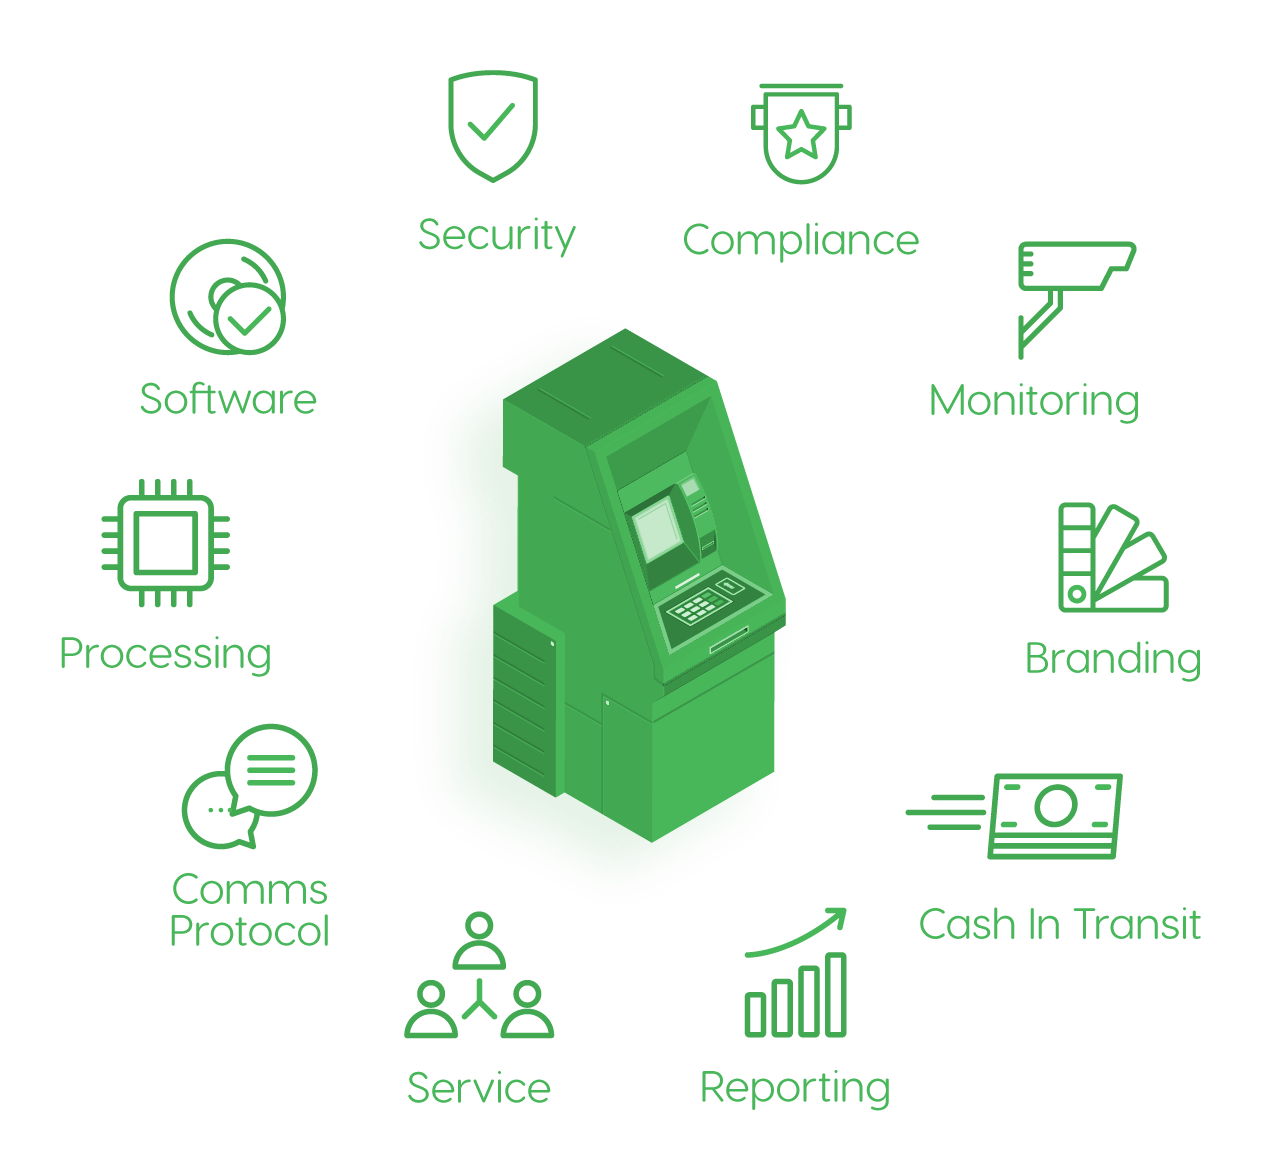 Security
Compliance
Software
Monitoring
Processing
Branding
Comms
Protocol
Cash In Transit
Service
Reporting